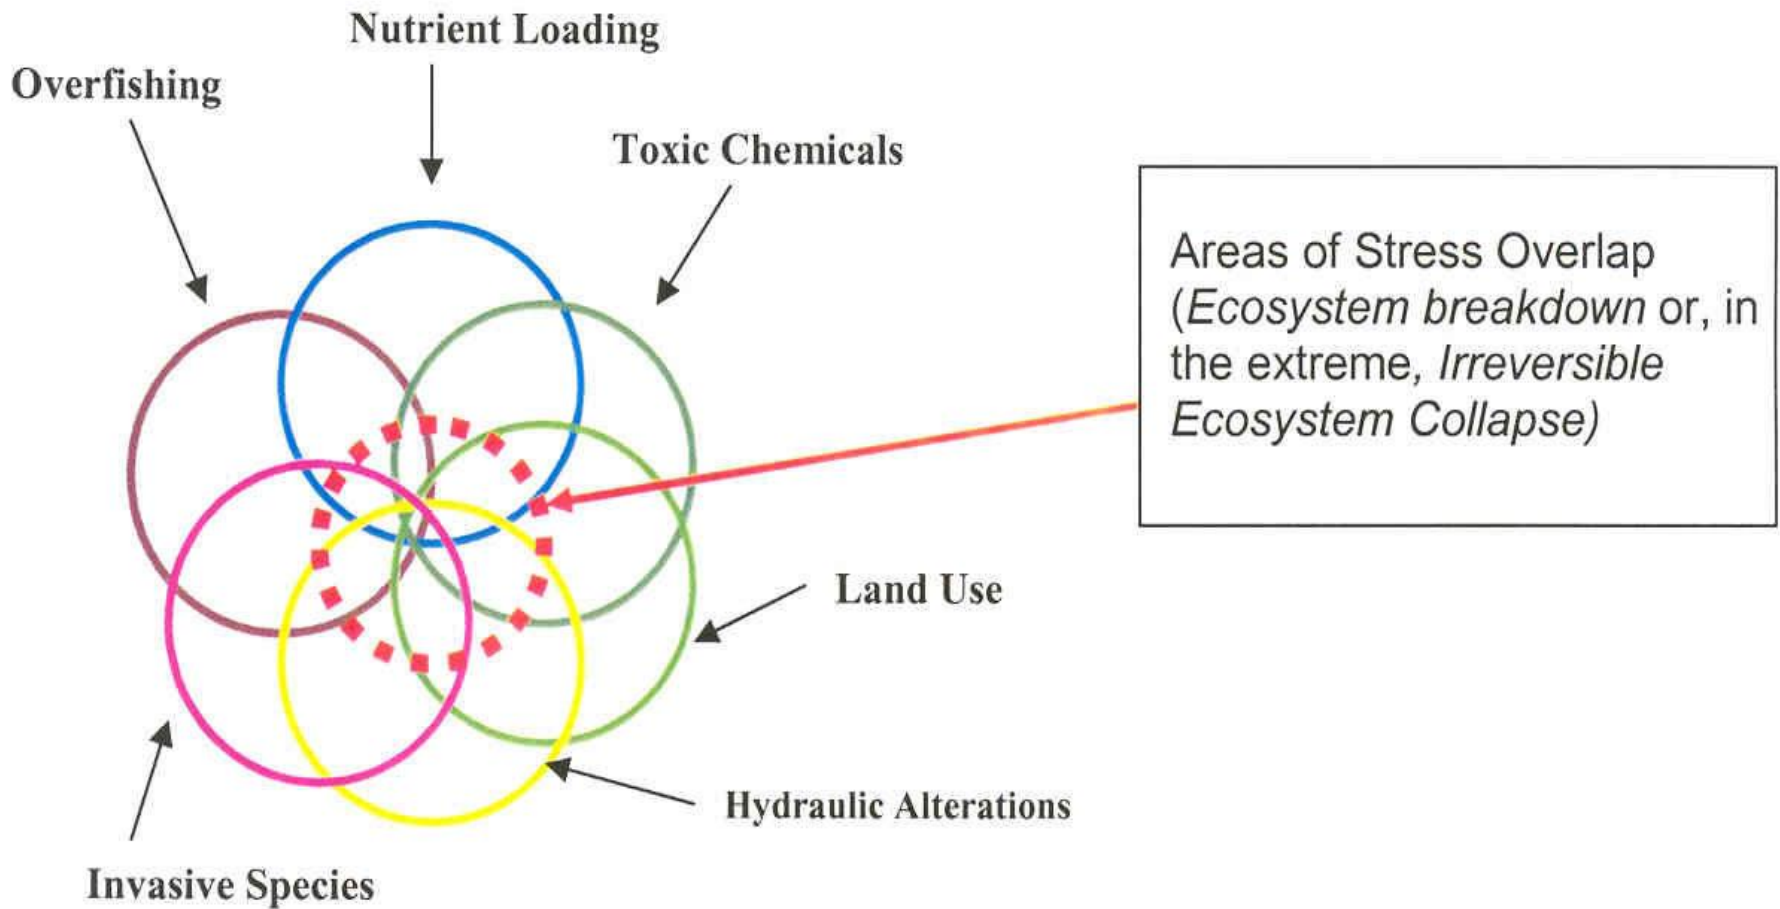 Nutrient Loading
Overfishing
Toxic Chemicals
Areas of Stress Overlap
(Ecosystem breakdown or, in
the extreme, Irreversible
Ecosystem Collapse)
Land Use
Hydraulic Alterations
Invasive Species